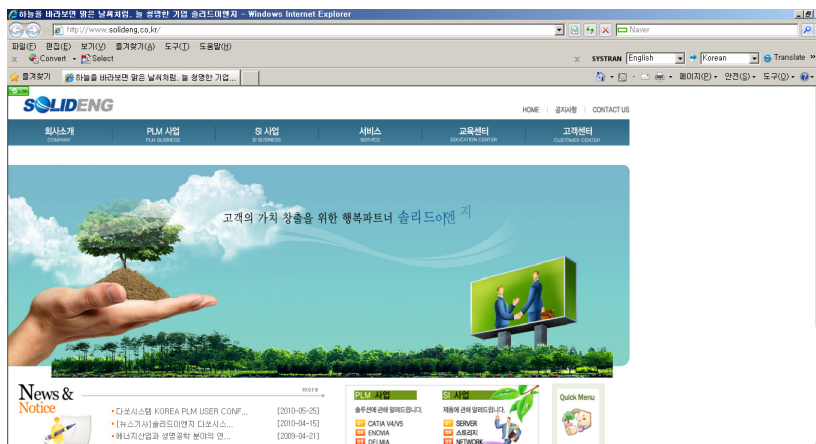 하늘을 바라보면 맑은 날씨처럼, 늘 청명한 기업 솔리드이엔지 - Windows Internet Explorer
http://www.solideng.co.kr/
Naver
파일(F) 편집(E) 보기(V) 즐겨찾기(A) 도구(T) 도움말(H)
x Convert Select
x SYSTRAN English Korean Translate »
즐겨찾기 하늘을 바라보면 맑은 날씨처럼, 늘 청명한 기업...
페이지(P) 안전(S) 도구(O)
SOLIDENG
HOME 공지사항 CONTACT US
회사소개 PLM 사업 SI 사업 서비스 교육센터 고객센터
COMPANY PLM BUSINESS SI BUSINESS SERVICE EDUCATION CENTER CUSTOMER CENTER
고객의 가치 창출을 위한 행복파트너 솔리드이엔지
News &
Notice
more
• 다쏘시스템 KOREA PLM USER CONF... [2010-05-25]
• [뉴스기사]솔리드이엔지 다쏘시스... [2010-04-15]
• 에너지산업과 생명공학 분야의 연... [2009-04-21]
PLM 사업
솔루션에 관해 알려드립니다.
CATIA V4/V5
ENOVIA
DELMIA
SI 사업
제품에 관해 알려드립니다.
SERVER
스토리지
NETWORK
Quick Menu